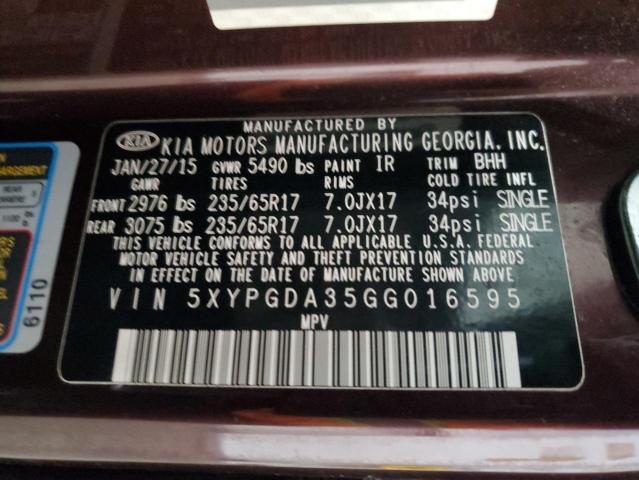 MANUFACTURED BY
KIA KIA MOTORS MANUFACTURING GEORGIA, INC.
JAN/27/15 GVWR 5490 lbs PAINT IR TRIM BHH
GAWR TIRES RIMS COLD TIRE INFL
FRONT 2976 lbs 235/65R17 7.0JX17 34psi SINGLE
REAR 3075 lbs 235/65R17 7.0JX17 34psi SINGLE
THIS VEHICLE CONFORMS TO ALL APPLICABLE U.S.A. FEDERAL
MOTOR VEHICLE SAFETY AND THEFT PREVENTION STANDARDS
IN EFFECT ON THE DATE OF MANUFACTURE SHOWN ABOVE.
VIN 5XYPGDA35GG016595
MPV
REAR
6110